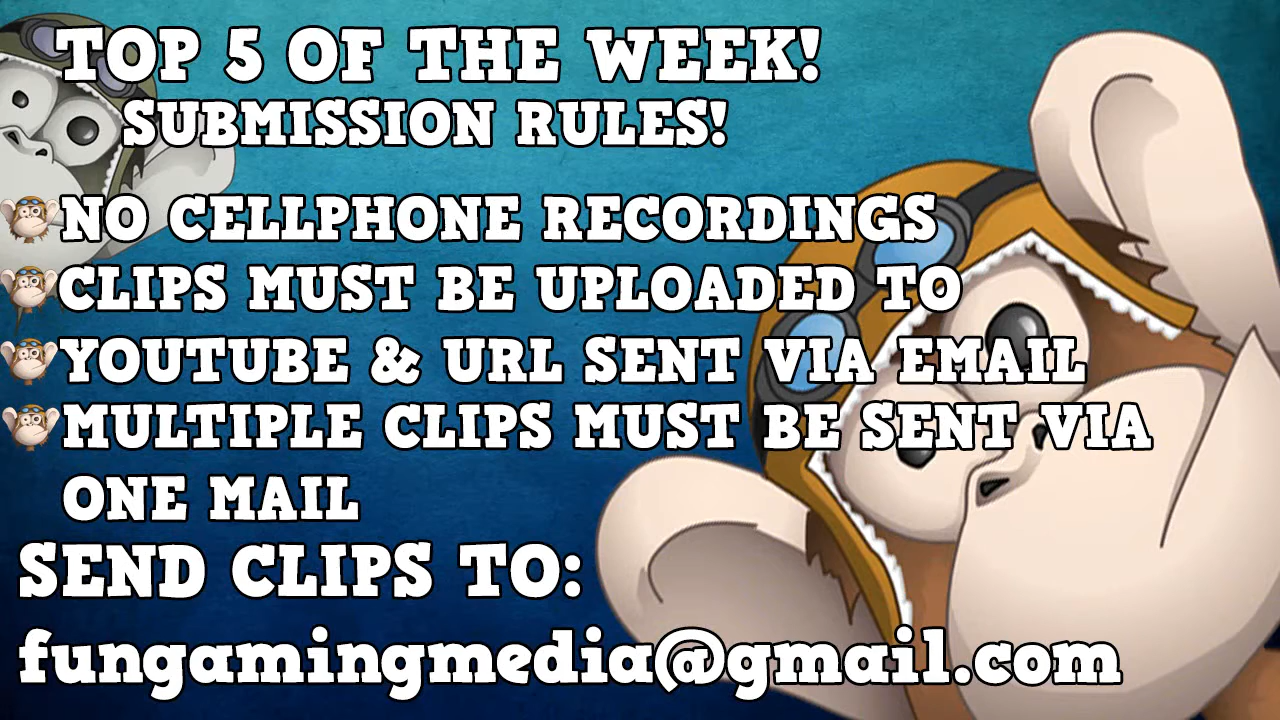 TOP 5 OF THE WEEK!
SUBMISSION RULES!
NO CELLPHONE RECORDINGS
CLIPS MUST BE UPLOADED TO
YOUTUBE & URL SENT VIA EMAIL
MULTIPLE CLIPS MUST BE SENT VIA
ONE MAIL
SEND CLIPS TO:
fungamingmedia@gmail.com